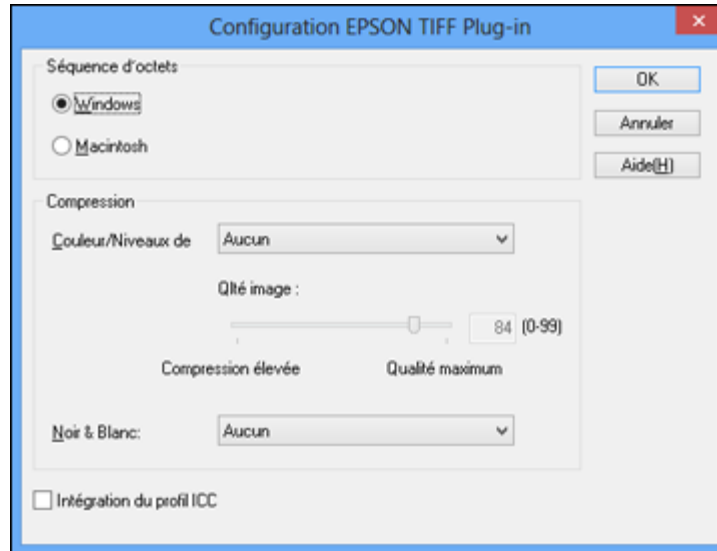 Configuration EPSON TIFF Plug-in
Séquence d'octets
Windows
Macintosh
OK
Annuler
Aide(H)
Compression
Couleur/Niveaux de
Aucun
Qlté image :
84 (0-99)
Compression élevée Qualité maximum
Noir & Blanc: Aucun
Intégration du profil ICC